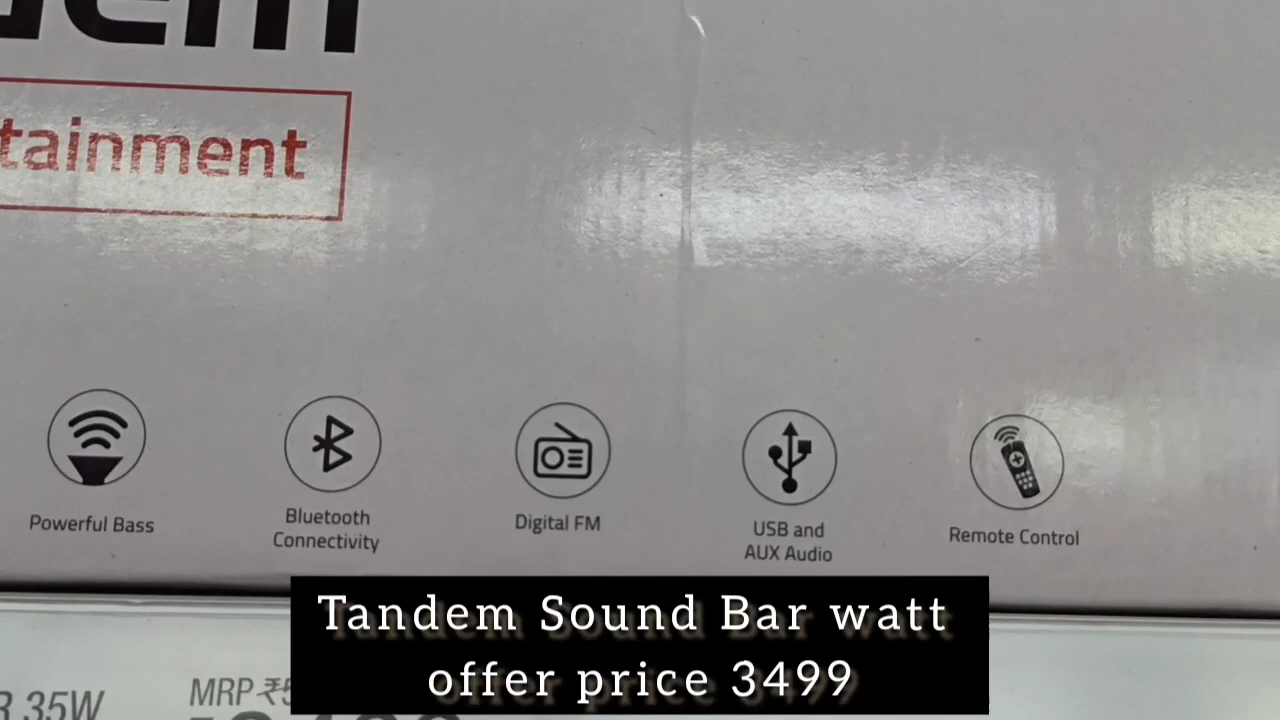 tainment
Powerful Bass
Bluetooth
Connectivity
Digital FM
USB and
AUX Audio
Remote Control
Tandem Sound Bar watt
offer price 3499
35W
MRP ₹5